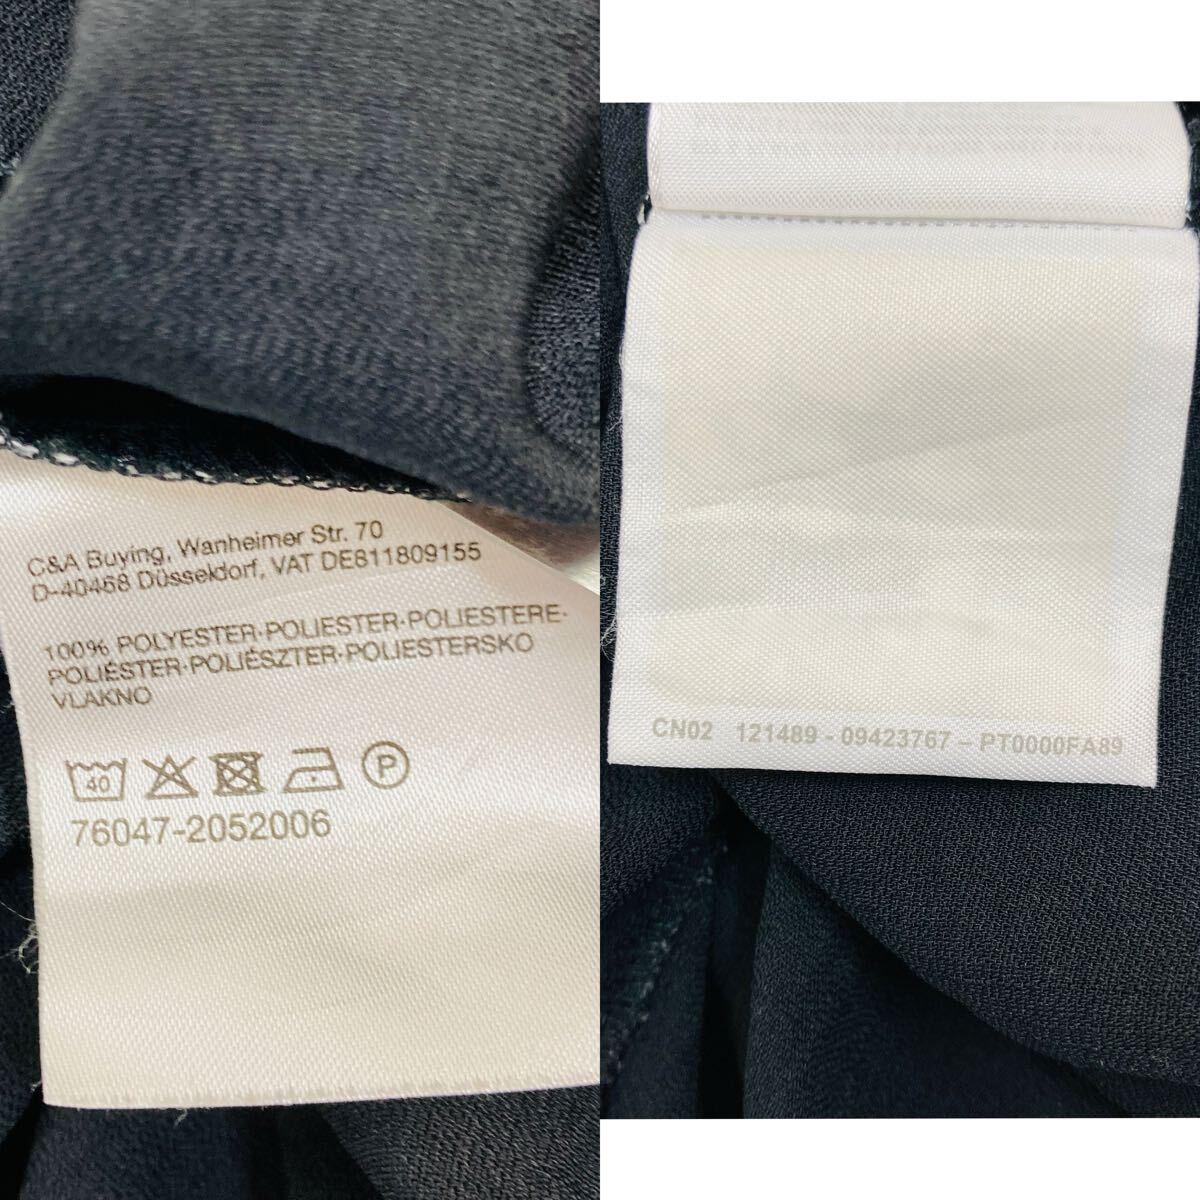 C&A Buying, Wanheimer Str. 70
D-40468 Düsseldorf, VAT DE811809155
100% POLYESTER·POLIESTER·POLIESTERE·
POLIÉSTER·POLIÉSZTER·POLIESTERSKO
VLAKNO
40
P
76047-2052006
CN02 121489 - 09423767 – PT0000FA89